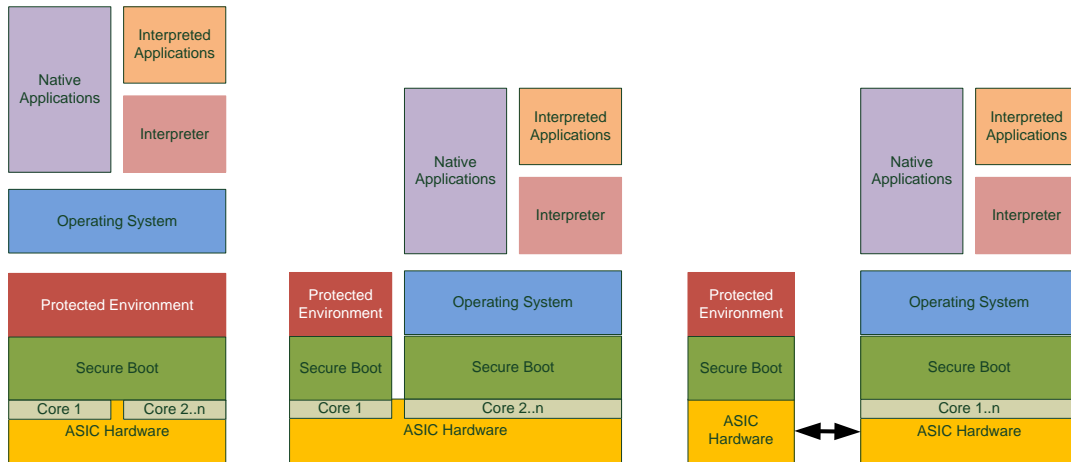 Native
Applications
Interpreted
Applications
Interpreter
Operating System
Protected Environment
Secure Boot
Core 1
Core 2..n
ASIC Hardware
Native
Applications
Interpreted
Applications
Interpreter
Protected
Environment
Operating System
Secure Boot
Secure Boot
Core 1
Core 2..n
ASIC Hardware
Protected
Environment
Secure Boot
ASIC
Hardware
Native
Applications
Interpreted
Applications
Interpreter
Operating System
Secure Boot
Core 1..n
ASIC Hardware